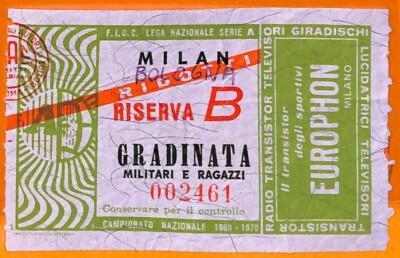 F.I.G.C. LEGA NAZIONALE SERIE A
MILAN
BOLOGNA
RIDOTTI
RISERVA B
GRADINATA
MILITARI E RAGAZZI
002461
Conservare per il controllo
CAMPIONATO NAZIONALE 1969 - 1970
RADIO TRANSISTOR TELEVISORI GIRADISCHI
Il transistor
degli sportivi
EUROPHON
MILANO
TRANSISTOR
LUCIDATRICI TELEVISORI